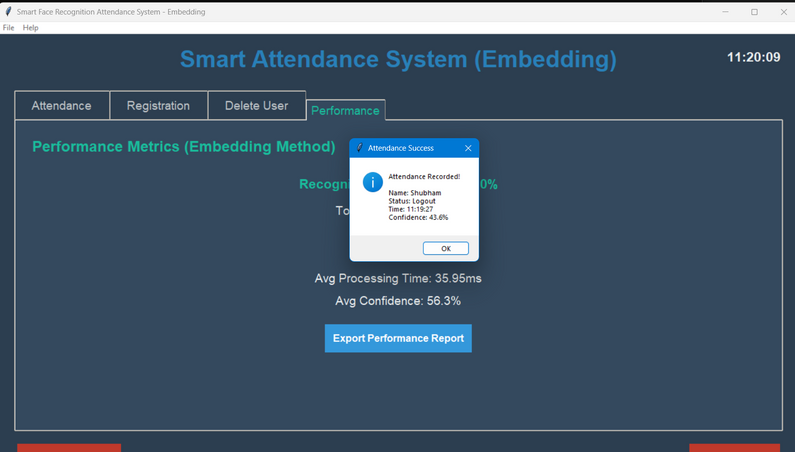 Smart Face Recognition Attendance System - Embedding
File Help
Smart Attendance System (Embedding)
11:20:09
Attendance Registration Delete User Performance
Performance Metrics (Embedding Method)
Attendance Success
Attendance Recorded!
Name: Shubham
Status: Logout
Time: 11:19:27
Confidence: 43.6%
OK
Recogn
0%
To
Avg Processing Time: 35.95ms
Avg Confidence: 56.3%
Export Performance Report